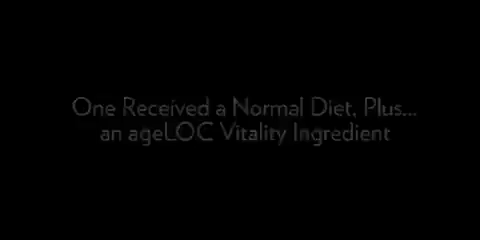 One Received a Normal Diet, Plus...
an ageLOC Vitality Ingredient